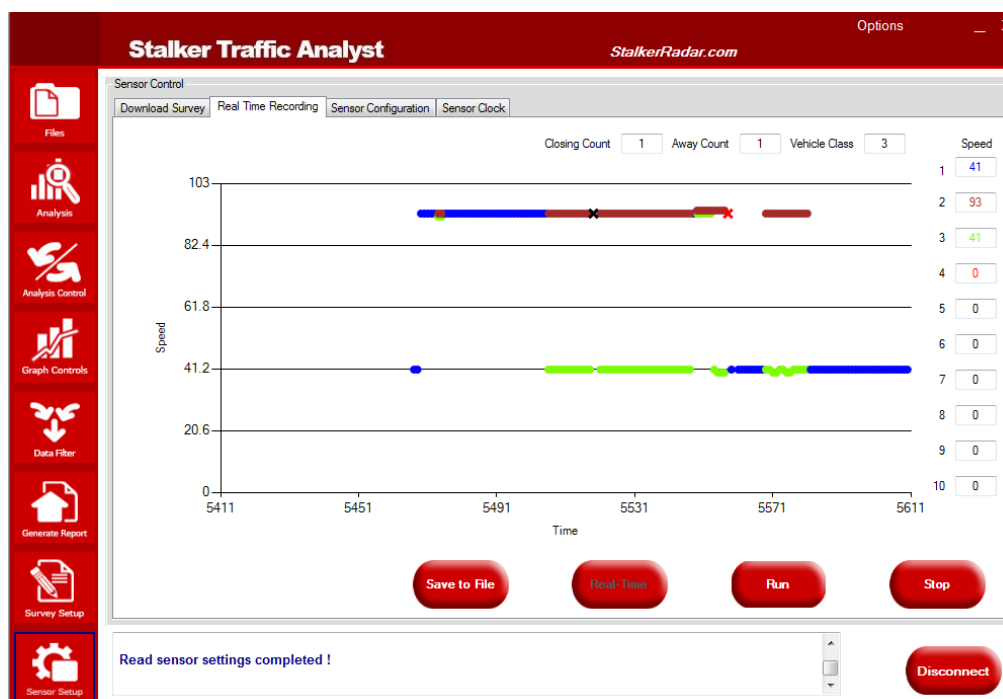 Options
Stalker Traffic Analyst StalkerRadar.com
Sensor Control
Download Survey Real Time Recording Sensor Configuration Sensor Clock
Files
Analysis
Analysis Control
Graph Controls
Data Filter
Generate Report
Survey Setup
Sensor Setup
Closing Count 1 Away Count 1 Vehicle Class 3 Speed
1 41
2 93
3 41
4 0
5 0
6 0
7 0
8 0
9 0
10 0
Speed
103
82.4
61.8
41.2
20.6
0
5411 5451 5491 5531 5571 5611
Time
Save to File Real-Time Run Stop
Read sensor settings completed !
Disconnect